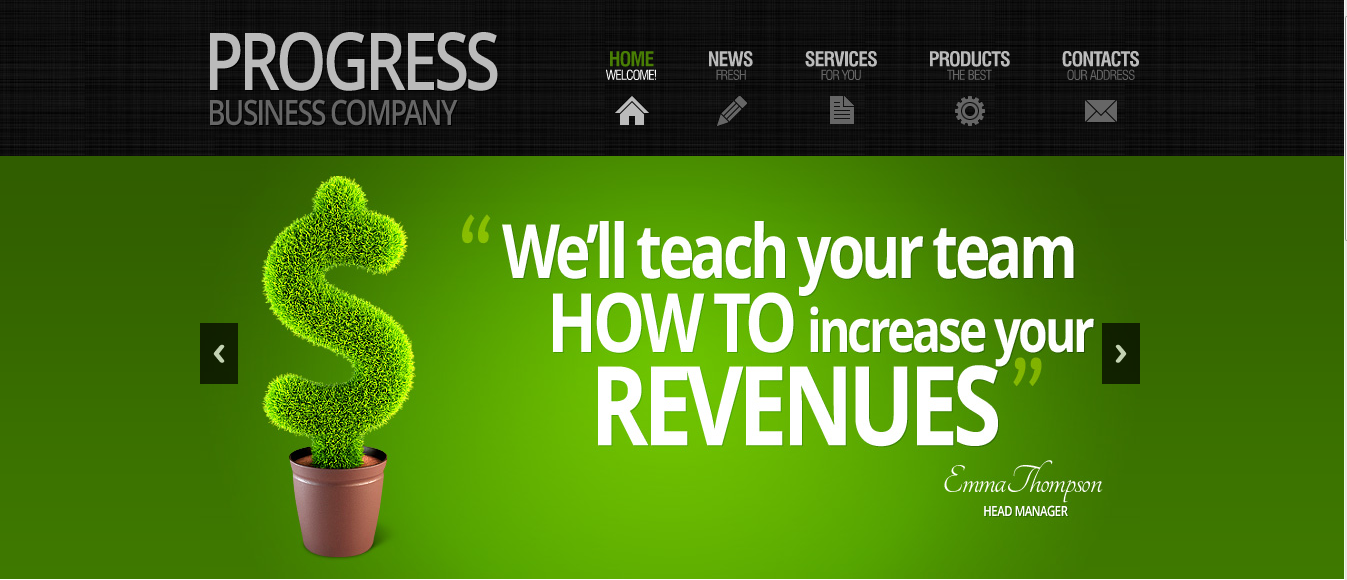 PROGRESS
BUSINESS COMPANY
HOME
WELCOME!
NEWS
FRESH
SERVICES
FOR YOU
PRODUCTS
THE BEST
CONTACTS
OUR ADDRESS
“We’ll teach your team
HOW TO increase your
REVENUES”
Emma Thompson
HEAD MANAGER